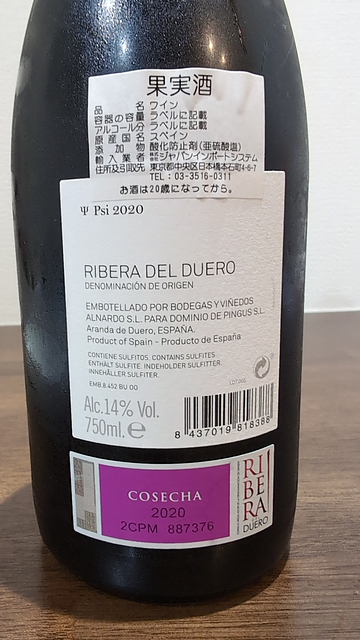 果実酒
品名 ワイン
容器の容量 ラベルに記載
アルコール分 ラベルに記載
原産国名 スペイン
添加物 酸化防止剤(亜硫酸塩)
輸入業者 ジャパンインポートシステム
住所及引取先 東京都中央区日本橋本石町4-6-7
TEL:03-3516-0311
お酒は20歳になってから。
Ψ Psi 2020
RIBERA DEL DUERO
DENOMINACIÓN DE ORIGEN
EMBOTELLADO POR BODEGAS Y VIÑEDOS
ALNARDO S.L. PARA DOMINIO DE PINGUS S.L.
Aranda de Duero, ESPAÑA.
Product of Spain - Producto de España
CONTIENE SULFITOS. CONTAINS SULFITES
ENTHÄLT SULFITE. INDEHOLDER SULFITTER.
INNEHÅLLER SULFITER.
EMB.8.452 BU 00
Alc.14% Vol.
750ml. e
8 437019 818388
COSECHA
2020
2CPM 887376
RIBERA
DUERO